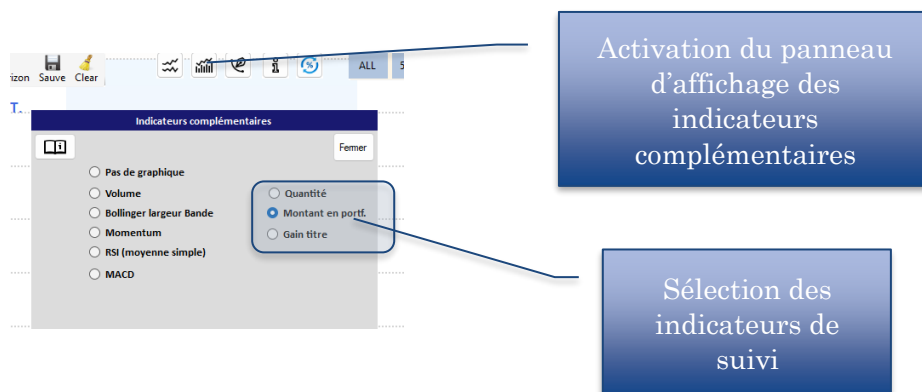 rizon Sauve Clear
ALL 5
T.
Indicateurs complémentaires
Fermer
Pas de graphique
Volume
Bollinger largeur Bande
Momentum
RSI (moyenne simple)
MACD
Quantité
Montant en portf.
Gain titre
Activation du panneau
d’affichage des
indicateurs
complémentaires
Sélection des
indicateurs de
suivi